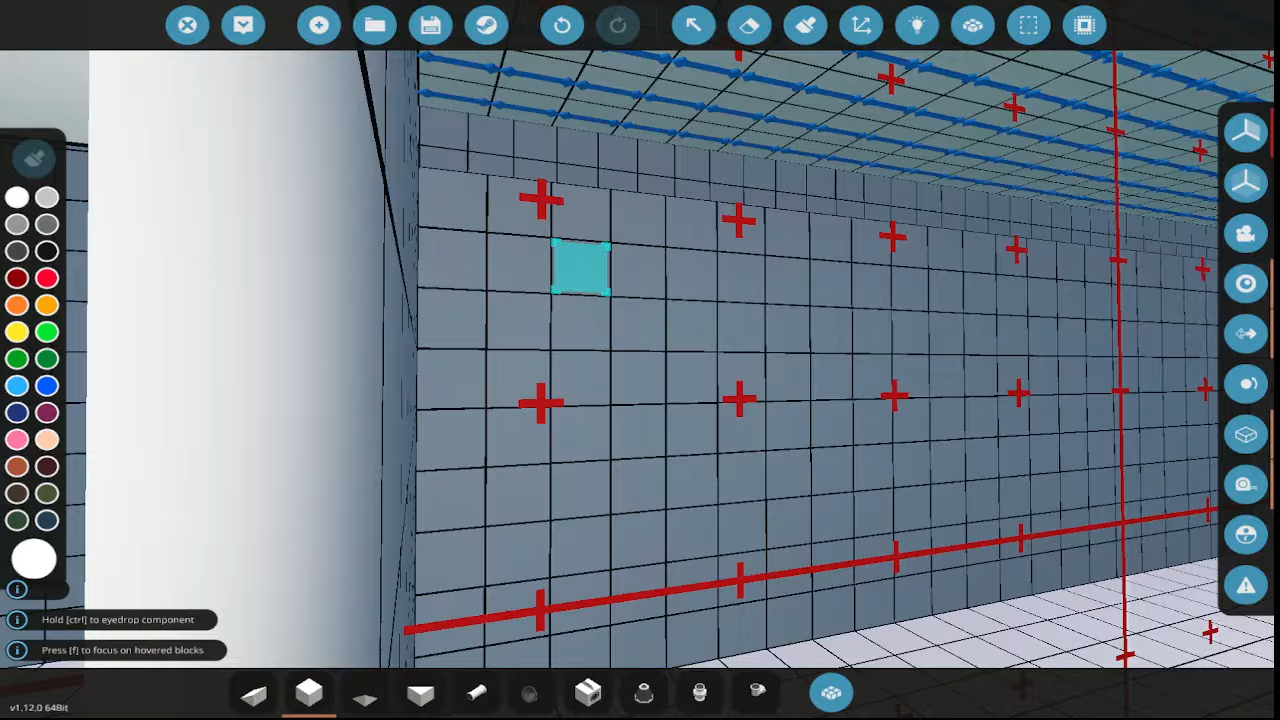 Hold [ctrl] to eyedrop component
Press [f] to focus on hovered blocks
v1.12.0 64Bit